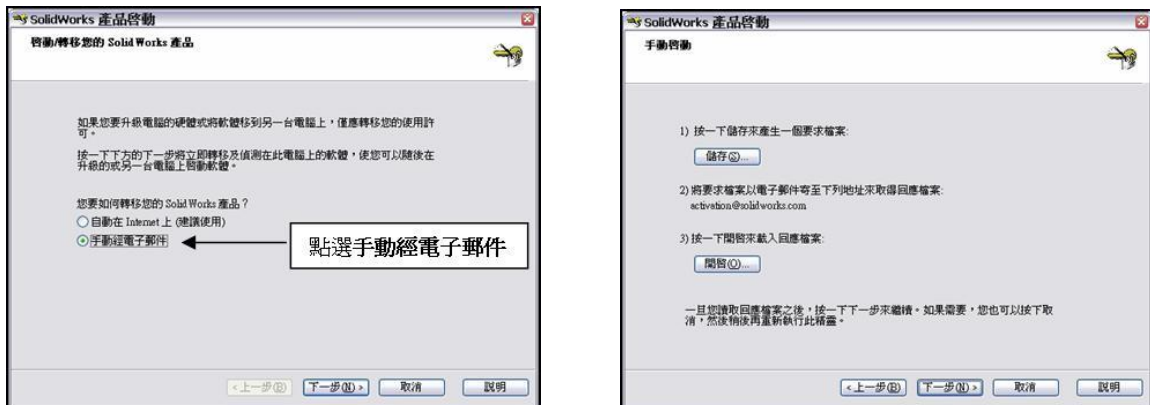 SolidWorks 產品啓動
啓動/轉移您的 SolidWorks 產品
如果您要升級電腦的硬體或將軟體移到另一台電腦上，僅應轉移您的使用許
可。
按一下下方的下一步將立即轉移及偵測在此電腦上的軟體，使您可以隨後在
升級的或另一台電腦上啓動軟體。
您要如何轉移您的 SolidWorks 產品？
自動在 Internet 上 (建議使用)
手動經電子郵件
點選手動經電子郵件
<上一步(B)
下一步(N)>
取消
說明
SolidWorks 產品啓動
手動啓動
1) 按一下儲存來產生一個要求檔案:
儲存(S)...
2) 將要求檔案以電子郵件寄至下列地址來取得回應檔案:
activation@solidworks.com
3) 按一下開啓來載入回應檔案:
開啓(O)...
一旦您讀取回應檔案之後，按一下下一步來繼續。如果需要，您也可以按下取
消，然後稍後再重新執行此精靈。
<上一步(B)
下一步(N)>
取消
說明